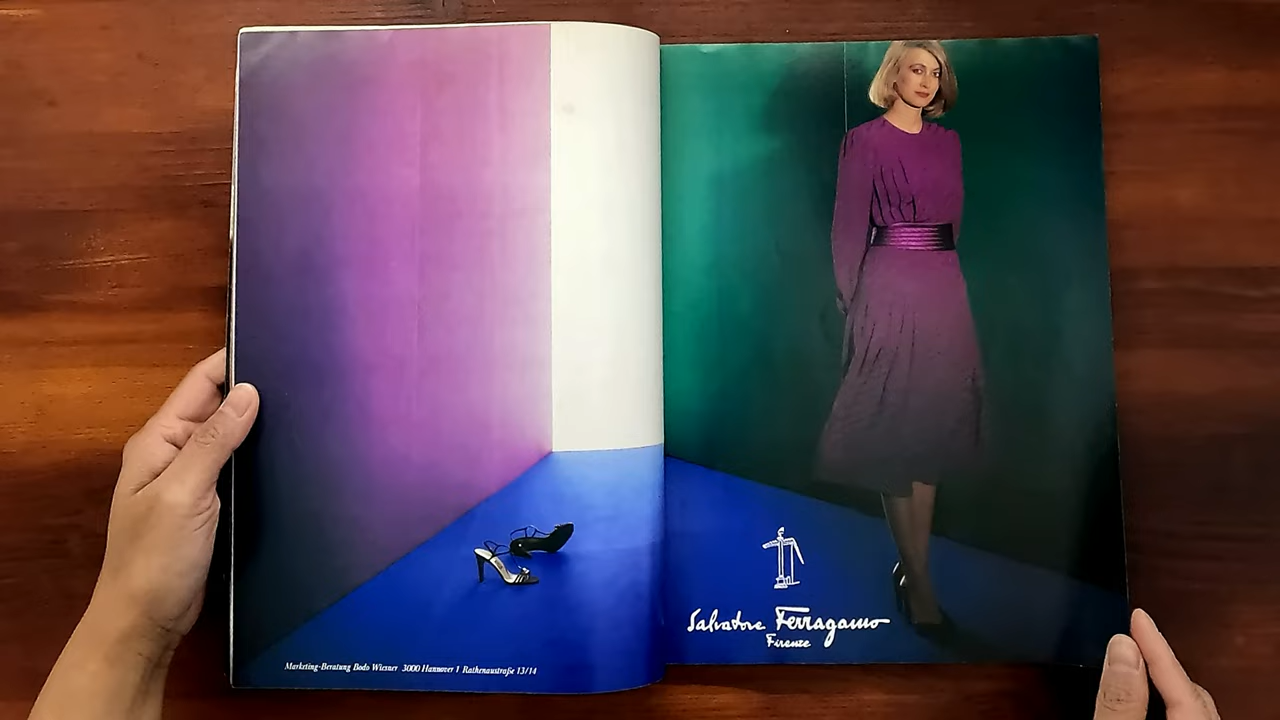 Marketing-Beratung Bodo Wiesner 3000 Hannover 1 Rathenaustraße 13/14
Salvatore Ferragamo
Firenze